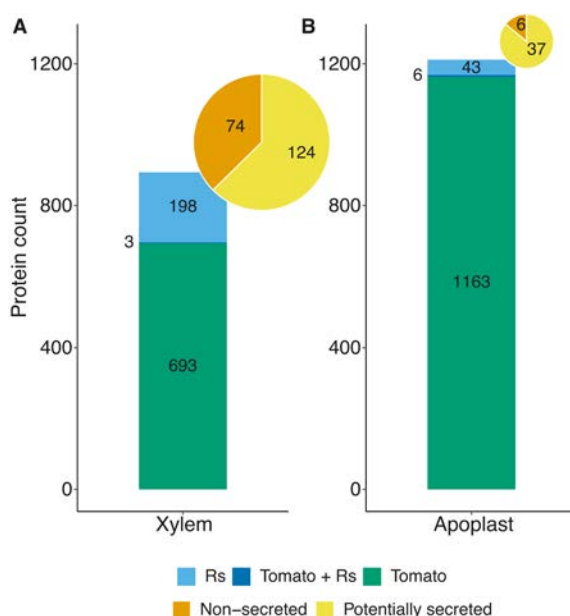 A
B
6
37
1200
74
124
1200
43
6
800
198
800
3
Protein count
1163
400
693
400
0
0
Xylem
Apoplast
Rs Tomato + Rs Tomato
Non−secreted Potentially secreted